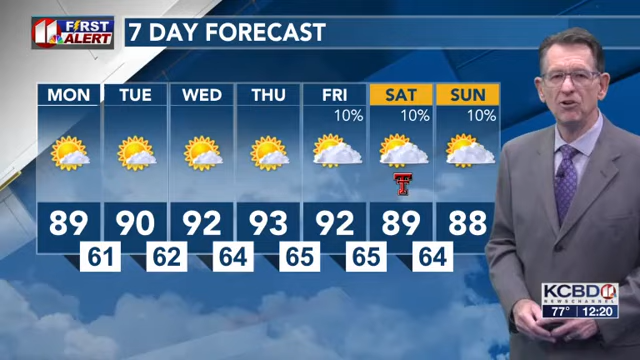 11 FIRST
ALERT
7 DAY FORECAST
MON TUE WED THU FRI SAT SUN
10% 10% 10%
T
89 90 92 93 92 89 88
61 62 64 65 65 64
KCBD 11
NEWSCHANNEL
77° 12:20